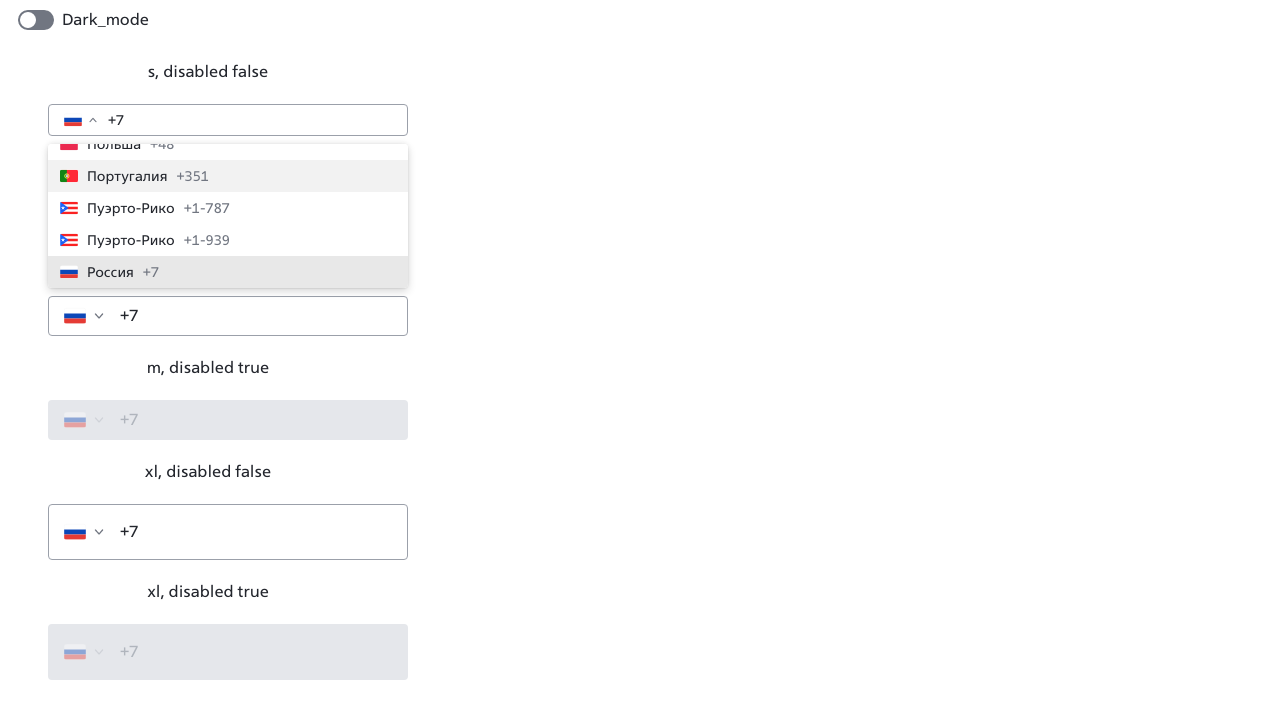 Dark_mode
s, disabled false
+7
Польша +48
Португалия +351
Пуэрто-Рико +1-787
Пуэрто-Рико +1-939
Россия +7
+7
m, disabled true
+7
xl, disabled false
+7
xl, disabled true
+7